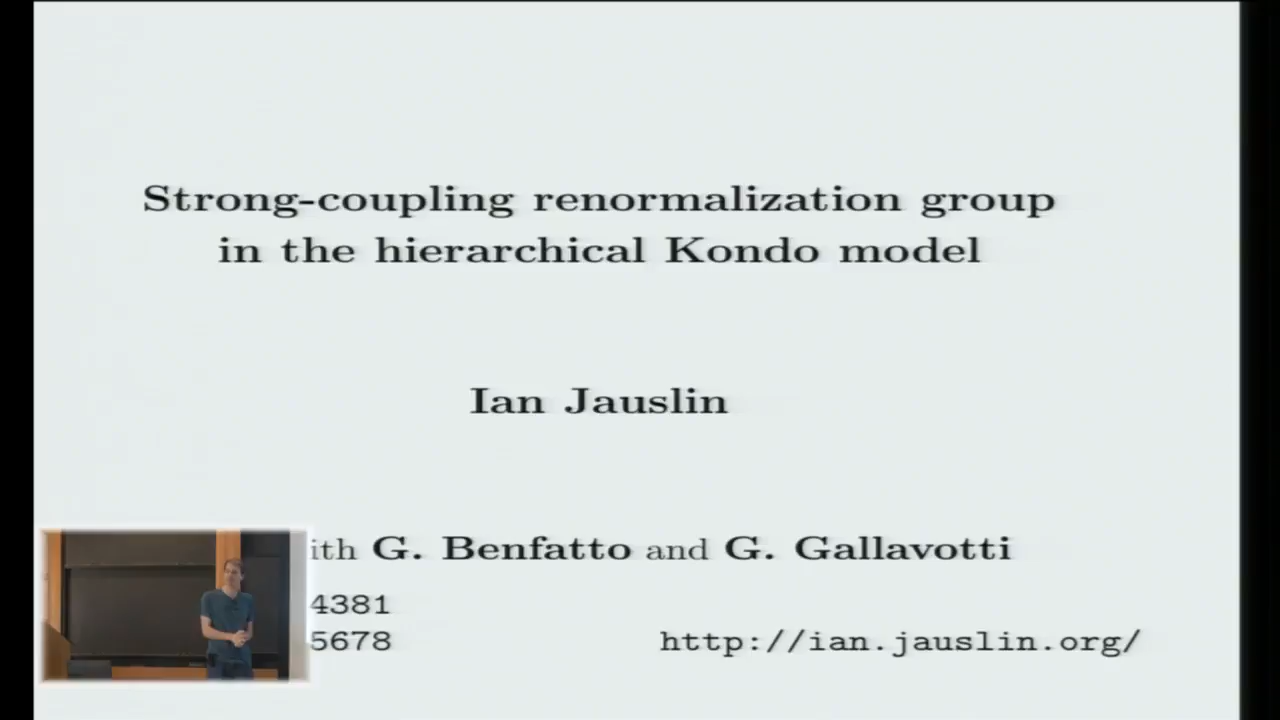 Strong-coupling renormalization group
in the hierarchical Kondo model
Ian Jauslin
ith G. Benfatto and G. Gallavotti
4381
5678
http://ian.jauslin.org/